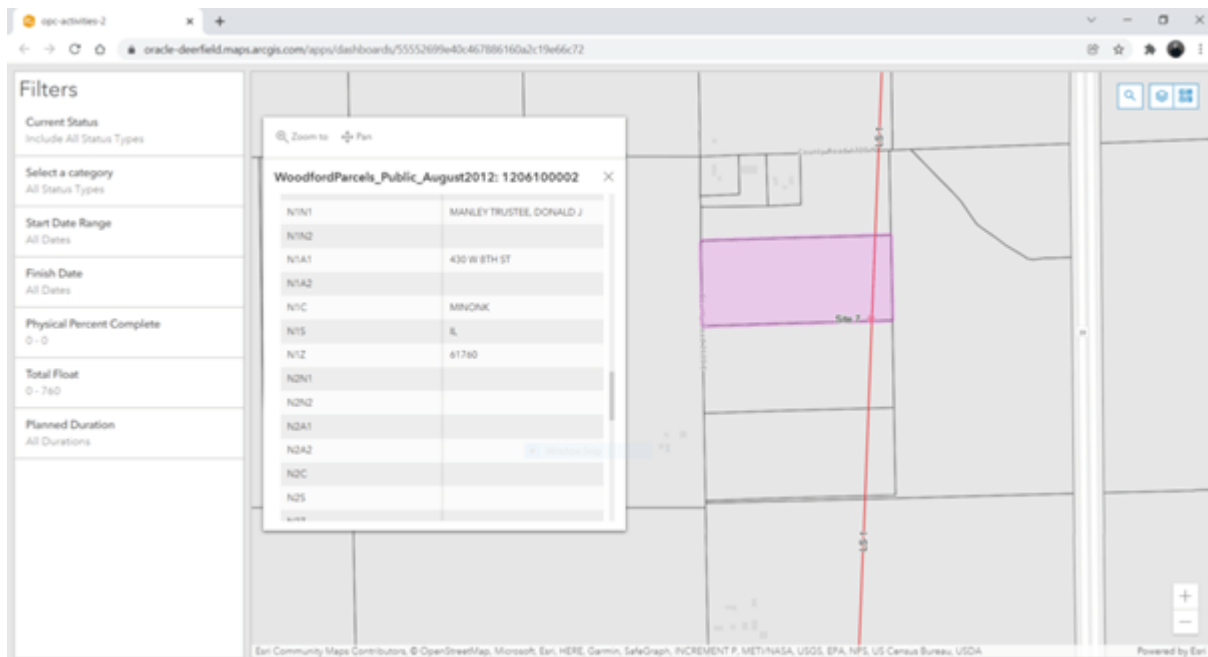 opc-activities-2
oracle-deerfield.maps.arcgis.com/apps/dashboards/55552699e40c467886160a2c19e66c72
Filters
Current Status
Include All Status Types
Select a category
All Status Types
Start Date Range
All Dates
Finish Date
All Dates
Physical Percent Complete
0 - 0
Total Float
0 - 760
Planned Duration
All Durations
Zoom to Pan
WoodfordParcels_Public_August2012: 1206100002
N1N1 MANLEY TRUSTEE, DONALD J
N1N2
N1A1 430 W 8TH ST
N1A2
N1C MINONK
N1S IL
N1Z 61760
N2N1
N2N2
N2A1
N2A2
N2C
N2S
N2Z
LS-1
Site 7
LS-1
Esri Community Maps Contributors, © OpenStreetMap, Microsoft, Esri, HERE, Garmin, SafeGraph, INCREMENT P, METI/NASA, USGS, EPA, NPS, US Census Bureau, USDA
Powered by Esri